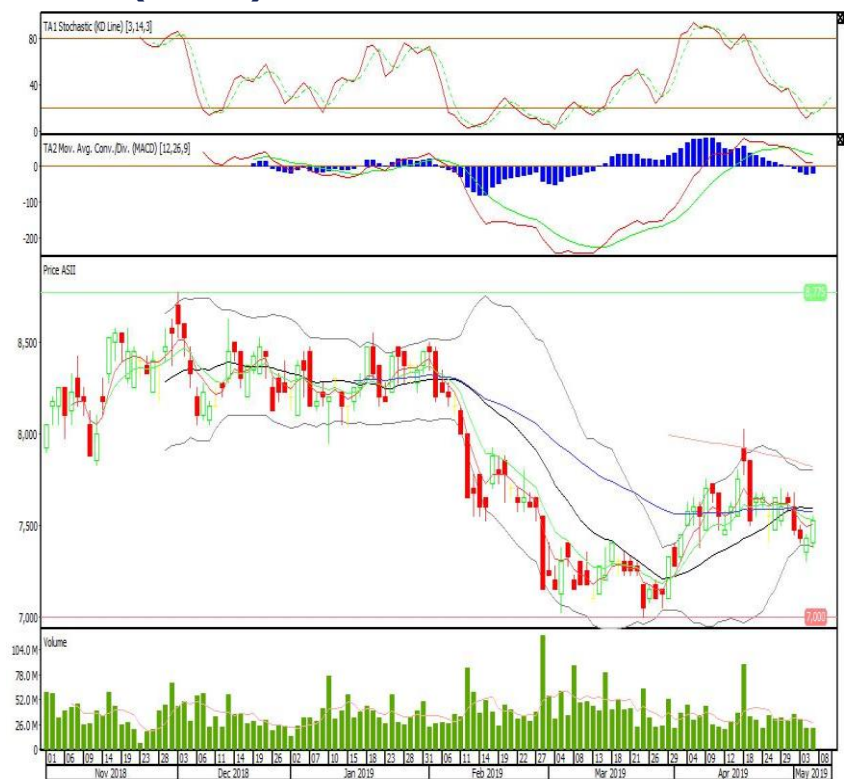 TA1 Stochastic (KD Line) [3,14,3]
80
40
0
TA2 Mov. Avg. Conv./Div. (MACD) [12,26,9]
0
-100
-200
Price ASII
8,775
8,500
8,000
7,500
7,000
7,000
Volume
104.0 M
78.0 M
52.0 M
26.0 M
0
01 06 09 14 19 23 28 03 06 11 14 19 26 02 07 10 15 18 23 28 31 06 11 14 19 22 27 04 08 13 18 21 26 29 04 09 12 18 23 26 03 08
Nov 2018 Dec 2018 Jan 2019 Feb 2019 Mar 2019 Apr 2019 May 2019